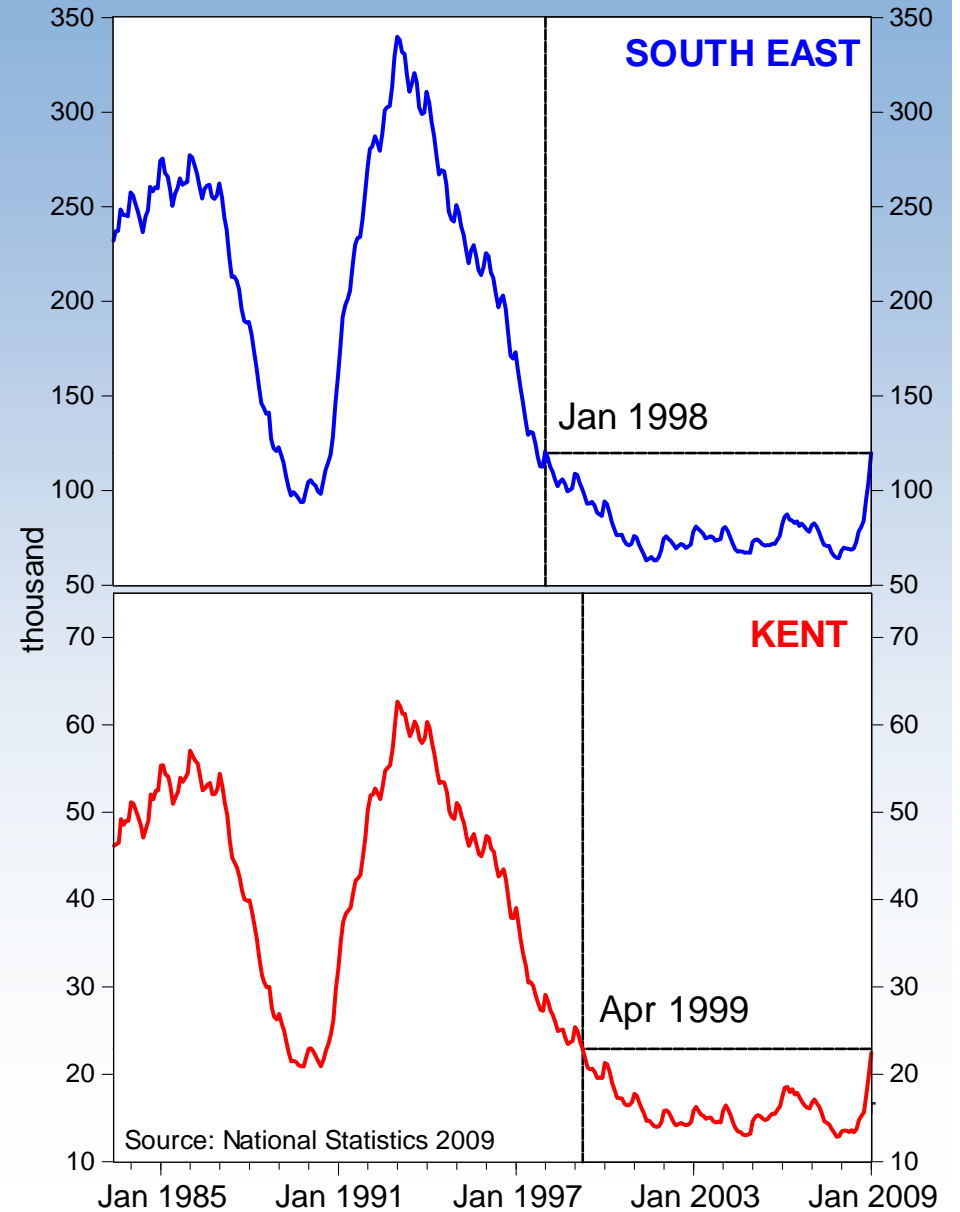 350 350
SOUTH EAST
300 300
250 250
200 200
150 150
Jan 1998
100 100
50 50
thousand
70 70
KENT
60 60
50 50
40 40
30 30
Apr 1999
20 20
Source: National Statistics 2009
10 10
Jan 1985 Jan 1991 Jan 1997 Jan 2003 Jan 2009